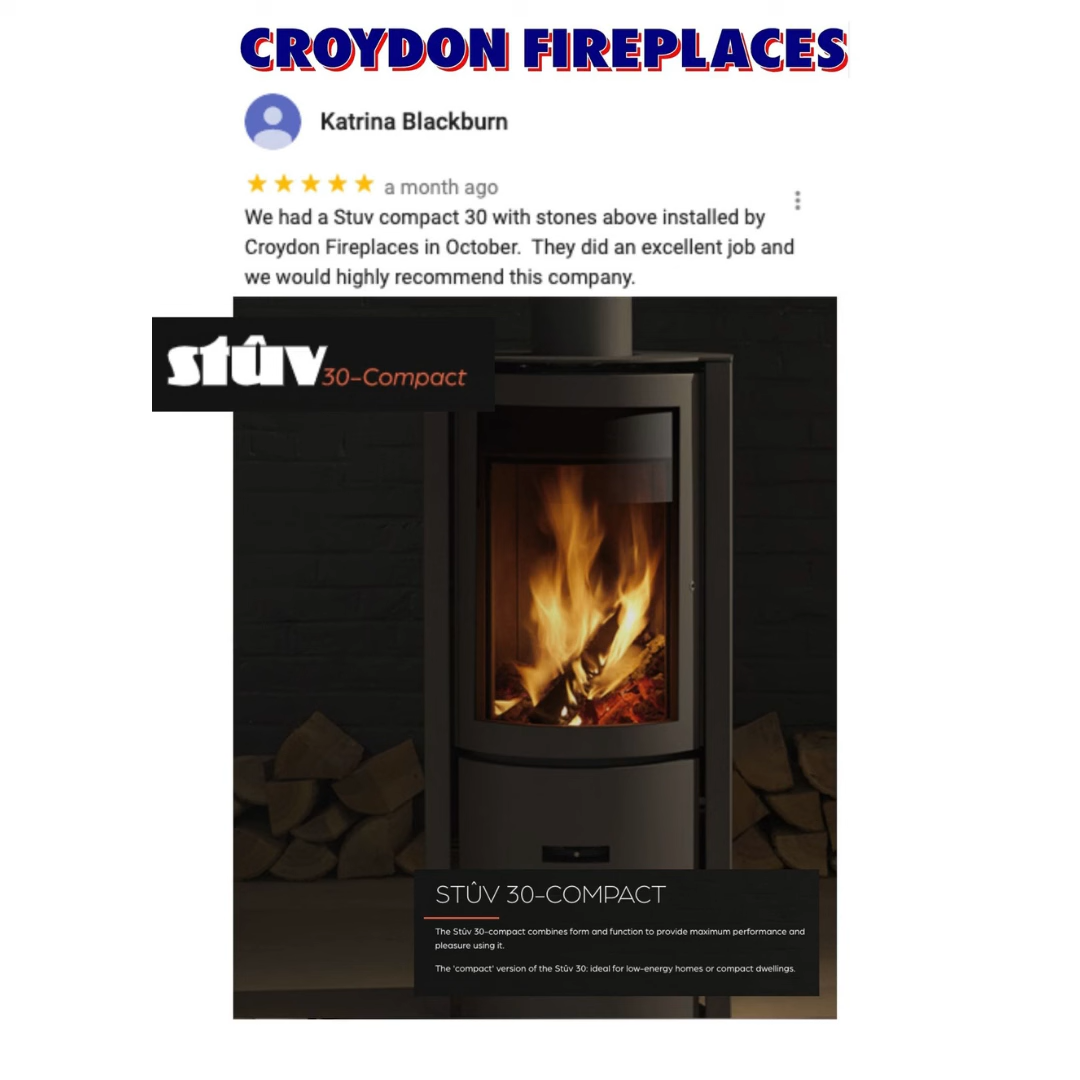 CROYDON FIREPLACES
Katrina Blackburn
a month ago
We had a Stuv compact 30 with stones above installed by
Croydon Fireplaces in October.  They did an excellent job and
we would highly recommend this company.
stûv 30-Compact
STÛV 30-COMPACT
The Stûv 30-compact combines form and function to provide maximum performance and
pleasure using it.
The 'compact' version of the Stûv 30: ideal for low-energy homes or compact dwellings.